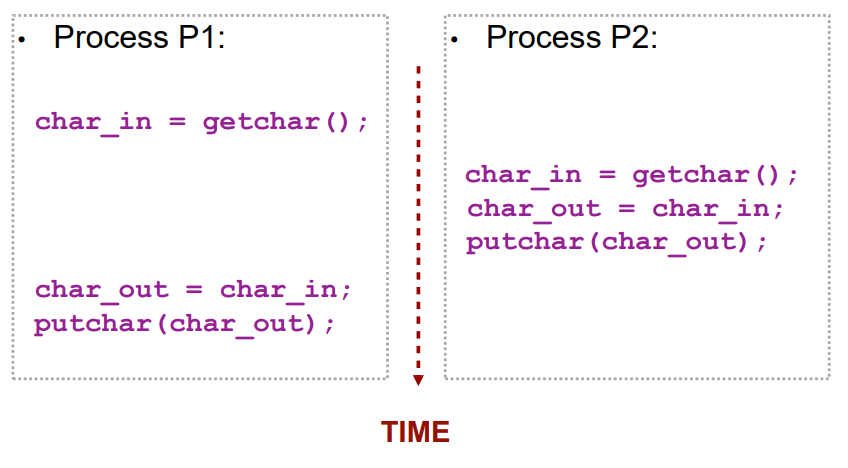 • Process P1:
char_in = getchar();
char_out = char_in;
putchar(char_out);
• Process P2:
char_in = getchar();
char_out = char_in;
putchar(char_out);
TIME